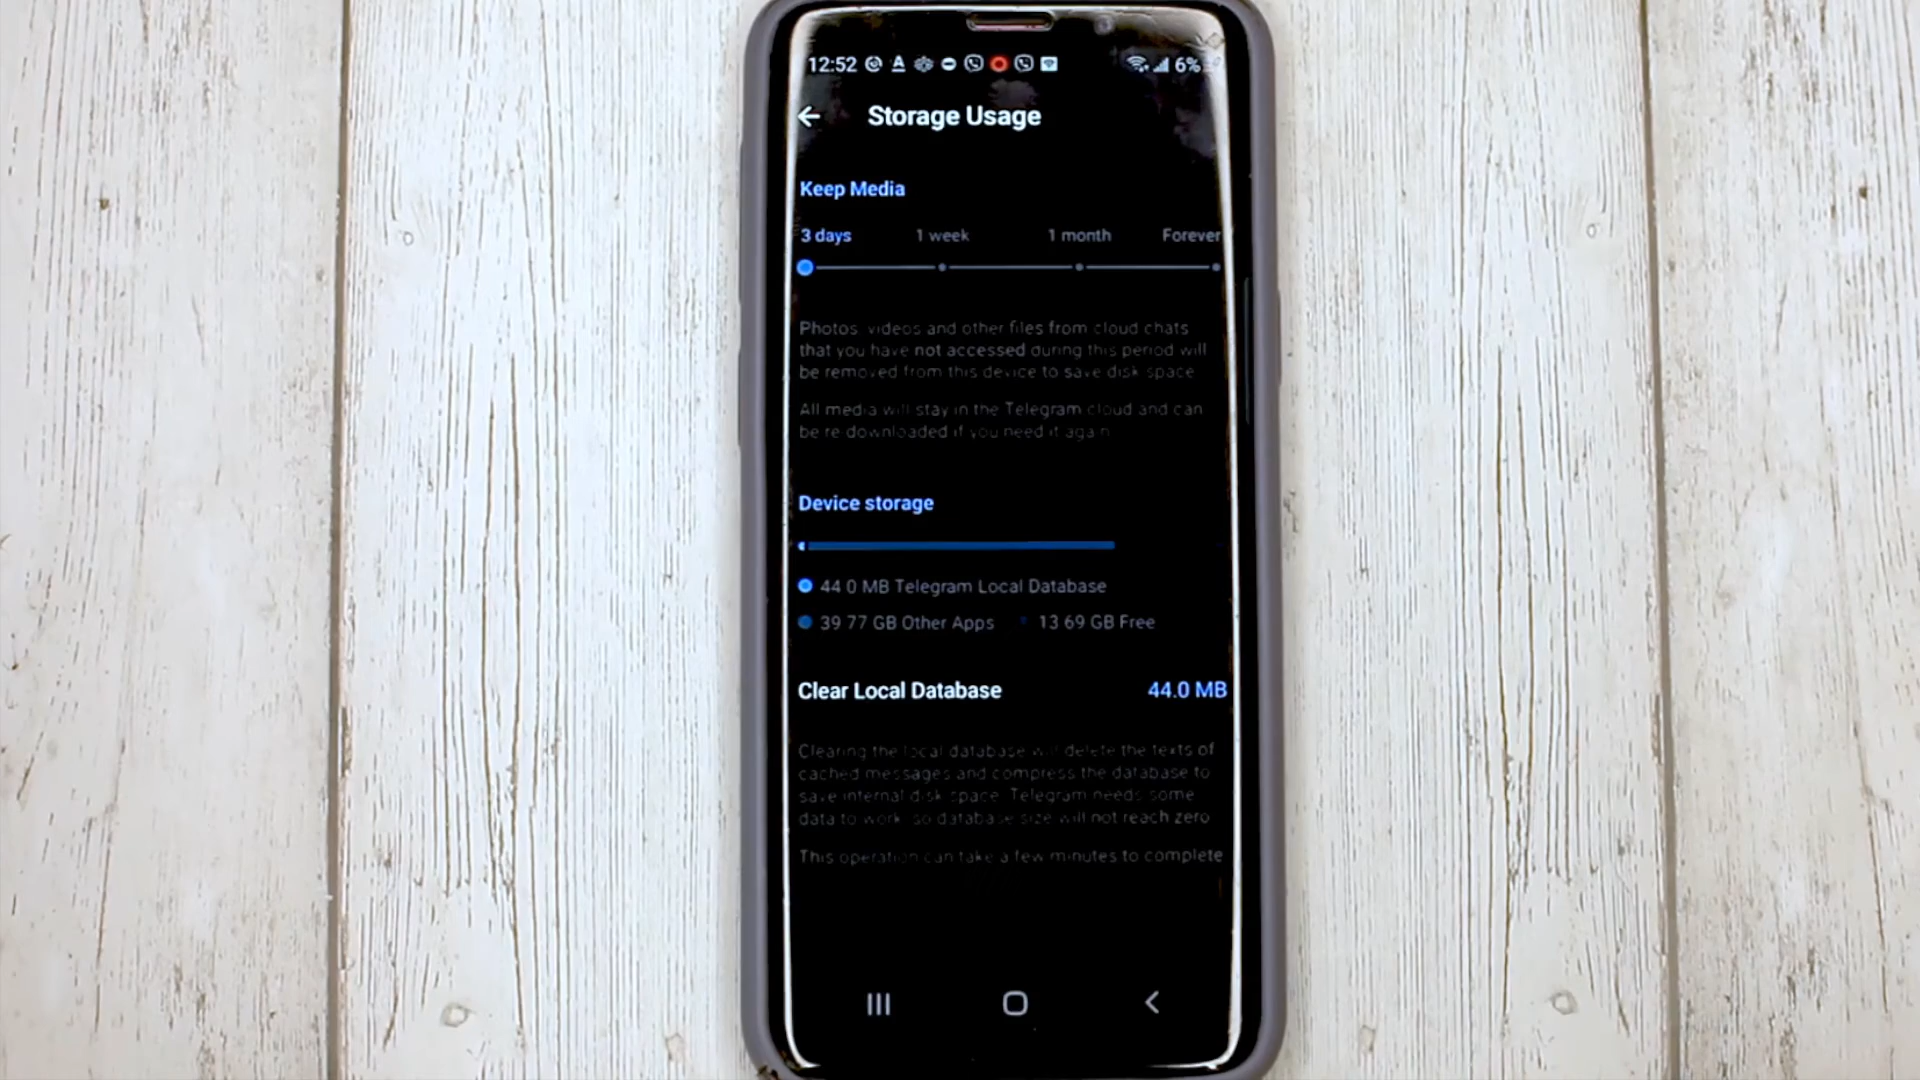 12:52 6%
Storage Usage
Keep Media
3 days 1 week 1 month Forever
Photos, videos and other files from cloud chats
that you have not accessed during this period will
be removed from this device to save disk space
All media will stay in the Telegram cloud and can
be re downloaded if you need it again
Device storage
44 0 MB Telegram Local Database
39 77 GB Other Apps 13 69 GB Free
Clear Local Database 44.0 MB
Clearing the local database will delete the texts of
cached messages and compress the database to
save internal disk space. Telegram needs some
data to work, so database size will not reach zero
This operation can take a few minutes to complete